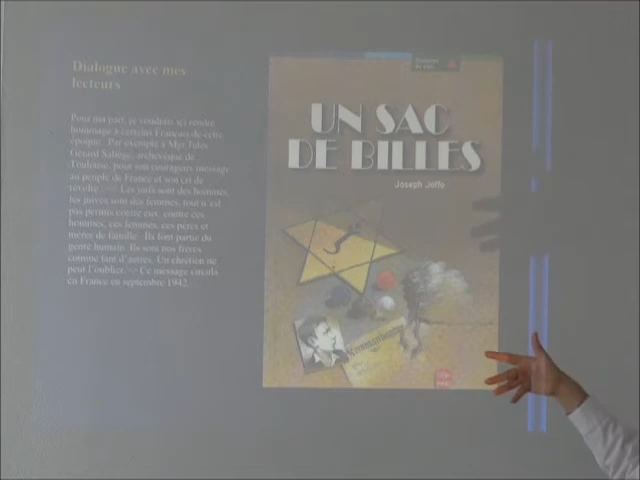 Dialogue avec mes
lecteurs
Pour ma part, je voudrais ici rendre
hommage à certains Français de cette
époque. Par exemple à Mgr Jules
Gérard Saliège, archevêque de
Toulouse, pour son courageux message
au peuple de France et son cri de
révolte : Les juifs sont des hommes,
les juives sont des femmes, tout n'est
pas permis contre eux, contre ces
hommes, ces femmes, ces pères et
mères de famille. Ils font partie du
genre humain. Ils sont nos frères
comme tant d'autres. Un chrétien ne
peut l'oublier. Ce message circula
en France en septembre 1942.
UN SAC
DE BILLES
Joseph Joffo